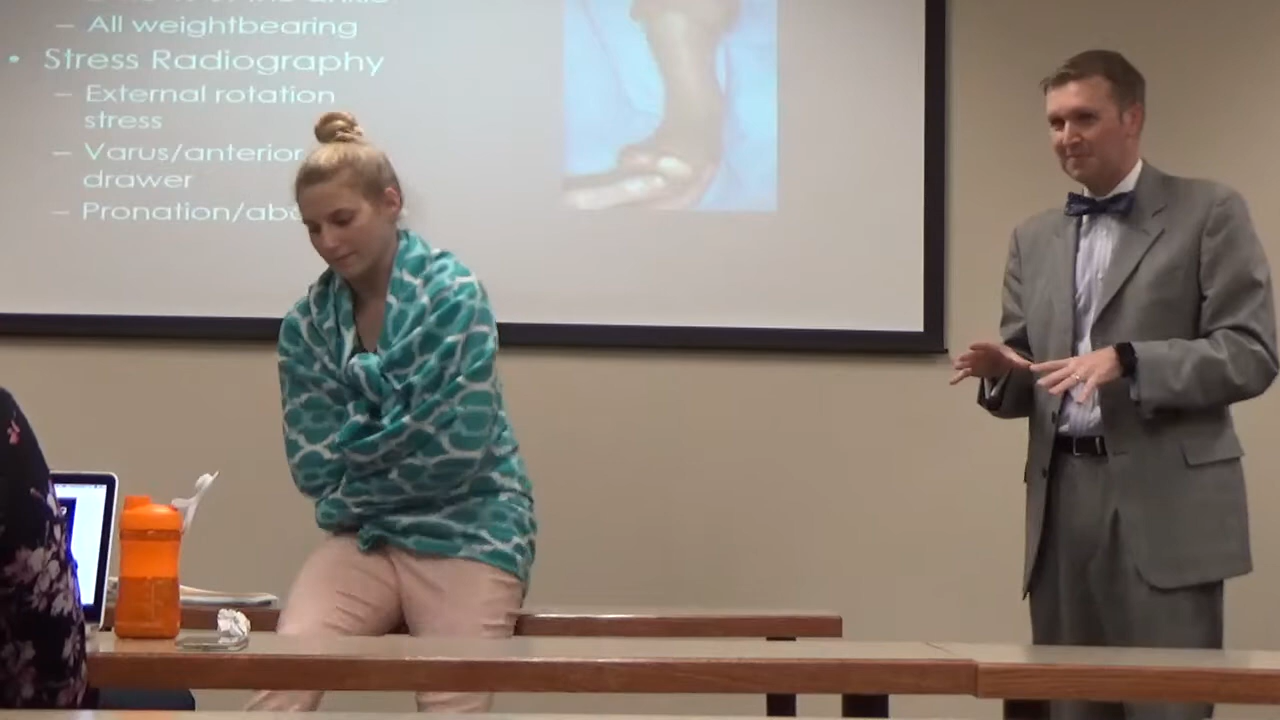 – All weightbearing
• Stress Radiography
– External rotation
stress
– Varus/anterior
drawer